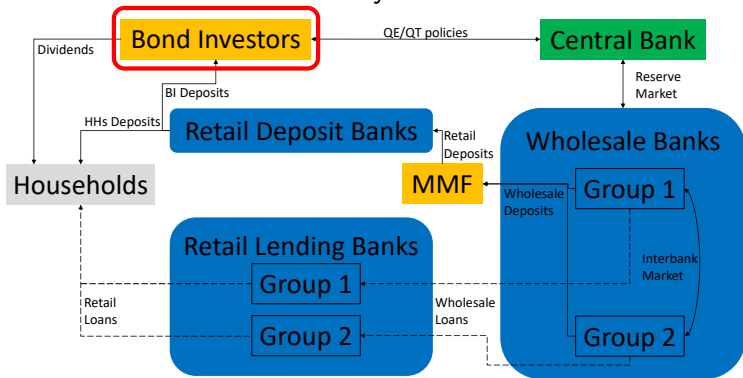 Bond Investors
QE/QT policies
Central Bank
Dividends
BI Deposits
Reserve
Market
HHs Deposits
Retail Deposit Banks
Retail
Deposits
Wholesale Banks
Households
MMF
Wholesale
Deposits
Group 1
Retail Lending Banks
Interbank
Market
Group 1
Retail
Loans
Wholesale
Loans
Group 2
Group 2